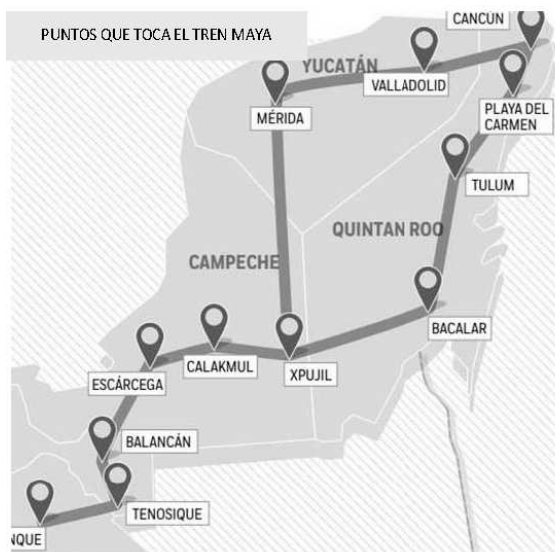 PUNTOS QUE TOCA EL TREN MAYA
CANCÚN
YUCATÁN
VALLADOLID
MÉRIDA
PLAYA DEL
CARMEN
TULUM
QUINTAN ROO
CAMPECHE
BACALAR
CALAKMUL
XPUJIL
ESCÁRCEGA
BALANCÁN
TENOSIQUE
NQUE